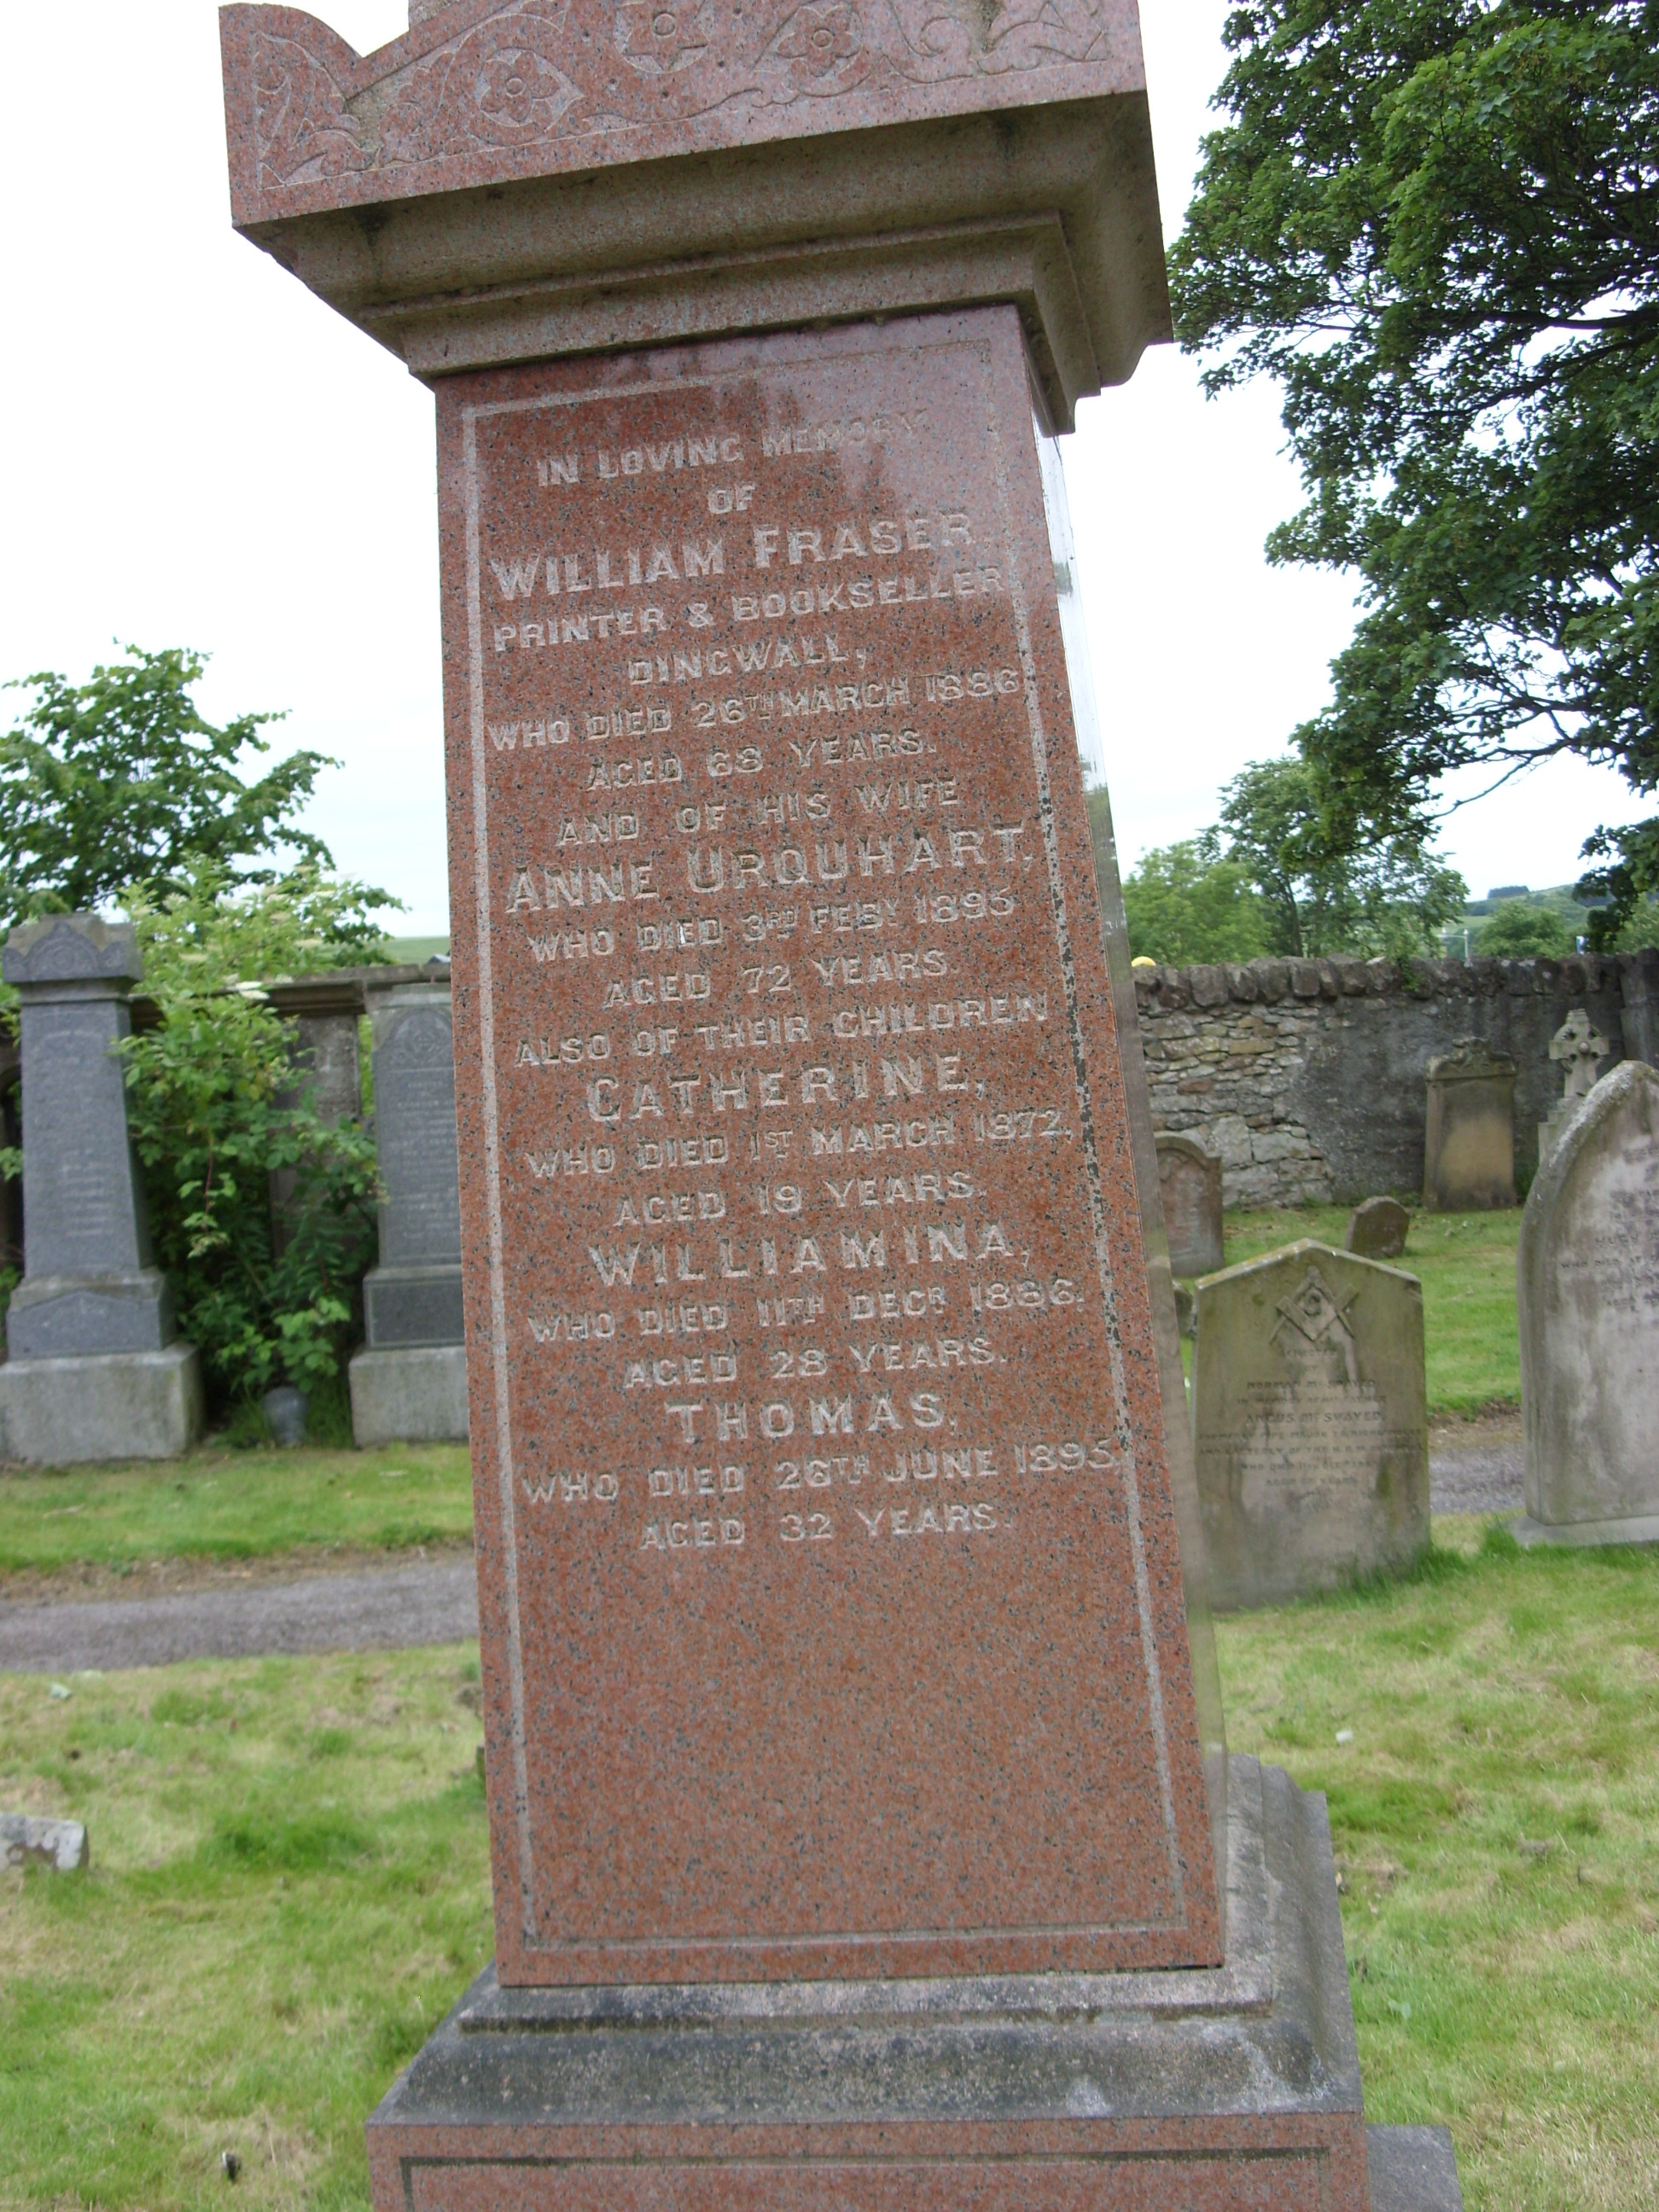 IN LOVING MEMORY
OF
WILLIAM FRASER
PRINTER & BOOKSELLER
DINGWALL,
WHO DIED 26TH MARCH 1886
AGED 68 YEARS.
AND OF HIS WIFE
ANNE URQUHART,
WHO DIED 3RD FEBY 1895
AGED 72 YEARS.
ALSO OF THEIR CHILDREN
CATHERINE,
WHO DIED 1ST MARCH 1872,
AGED 19 YEARS.
WILLIAMINA,
WHO DIED 11TH DECR 1886.
AGED 28 YEARS.
THOMAS,
WHO DIED 26TH JUNE 1895
AGED 32 YEARS.
ANGUS